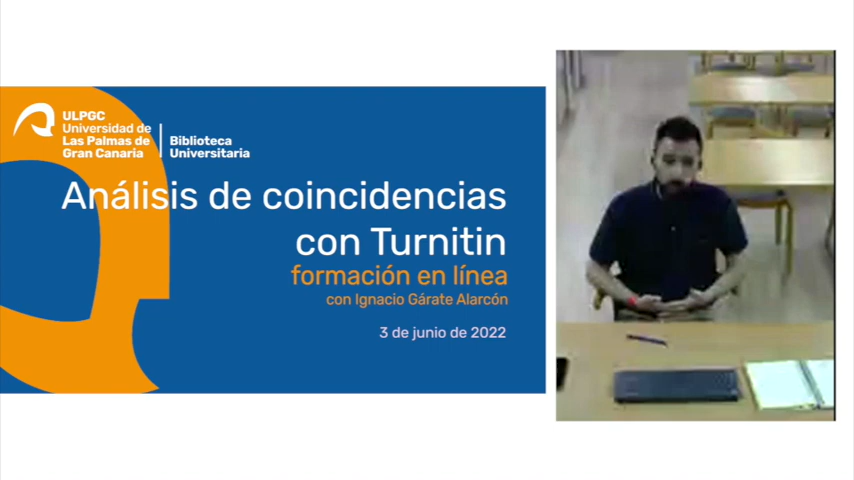 ULPGC
Universidad de
Las Palmas de
Gran Canaria
Biblioteca
Universitaria
Análisis de coincidencias
con Turnitin
formación en línea
con Ignacio Gárate Alarcón
3 de junio de 2022